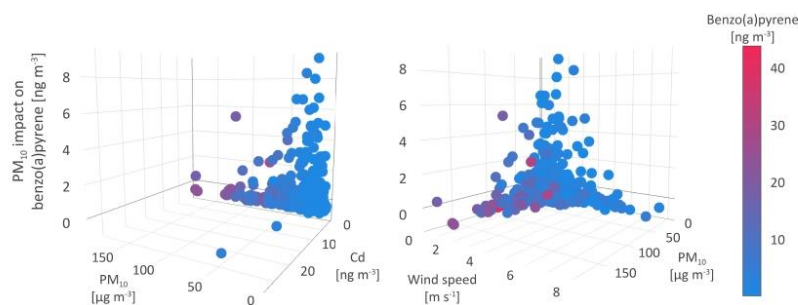 Benzo(a)pyrene
[ng m-3]
PM10 impact on
benzo(a)pyrene [ng m-3]
8
6
4
2
0
150
100
50
0
PM10
[µg m-3]
0
10
20
Cd
[ng m-3]
8
6
4
2
0
0
2
4
6
8
Wind speed
[m s-1]
0
50
100
150
PM10
[µg m-3]
40
30
20
10